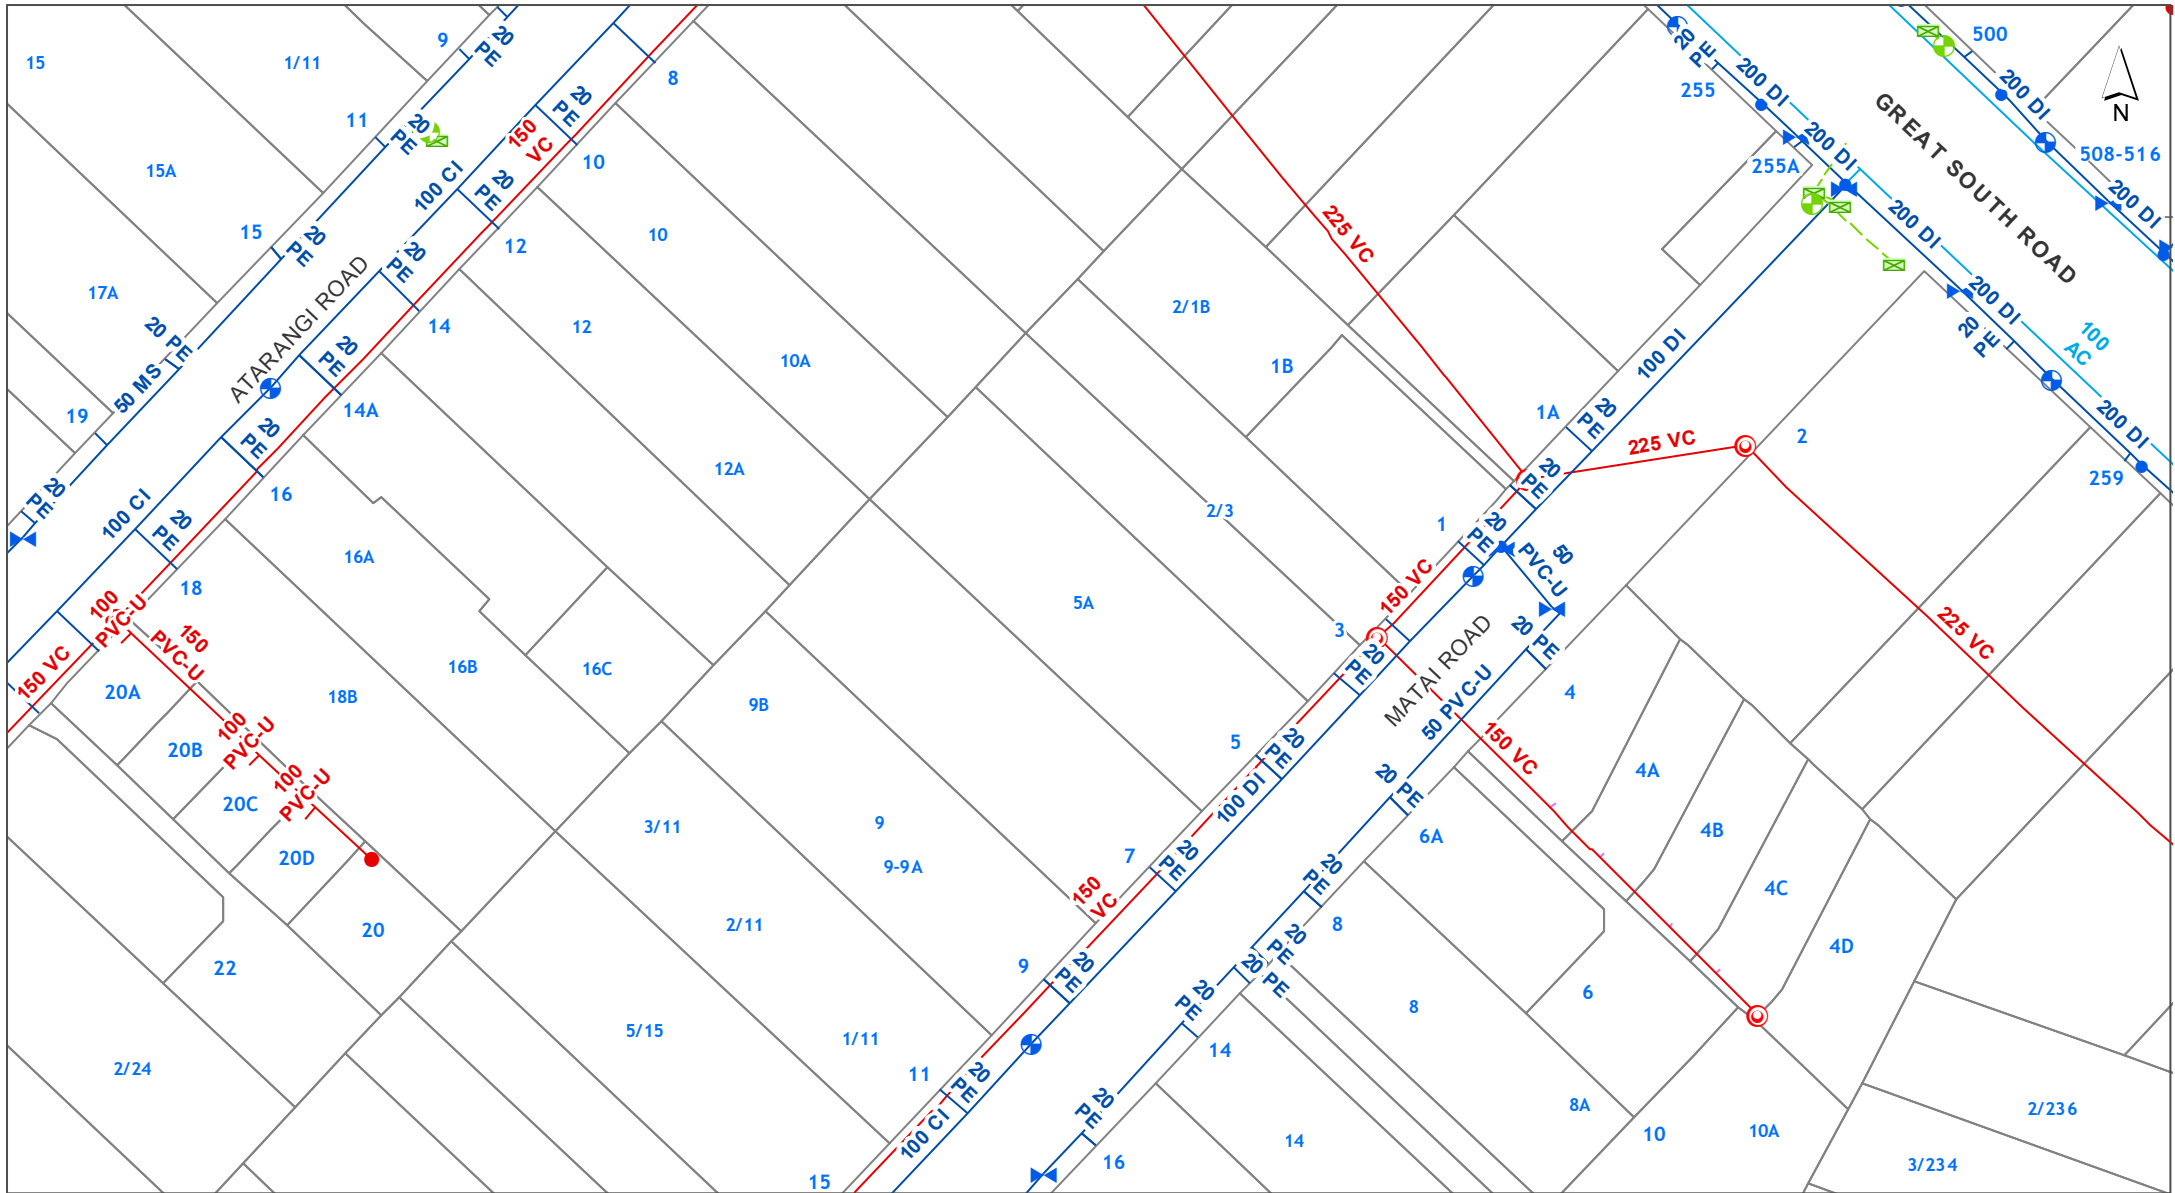 15
1/11
9
20
PE
8
11
20
PE
20
PE
150
VC
10
15A
100 CI
20
PE
12
10
15
20
PE
20
PE
17A
ATARANGI ROAD
14
12
10A
20 PE
50 MS
20
PE
19
14A
12A
20
PE
16
20
PE
100 CI
20
PE
16A
18
16B
16C
100
PVC-U
150
PVC-U
150 VC
20A
18B
20B
100
PVC-U
20C
100
PVC-U
20D
20
22
2/24
9B
3/11
9
9-9A
2/11
5/15
1/11
225 VC
2/1B
1B
2/3
5A
1A
20
PE
100 DI
20
PE
225 VC
2
1
20
PE
50
PVC-U
150 VC
3
20
PE
MATAI ROAD
20 PE
50 PVC-U
4
150 VC
5
20
PE
100 DI
20
PE
7
20
PE
150
VC
20
PE
6A
8
20
PE
20
PE
9
20
PE
20
PE
11
20
PE
100 CI
15
20
PE
14
14
16
8
6
8A
10
10A
4A
4B
4C
4D
225 VC
2/236
3/234
20
PE
255
200 DI
255A
200 DI
200 DI
GREAT SOUTH ROAD
500
200 DI
508-516
200 DI
N
200 DI
20
PE
100
AC
200 DI
259